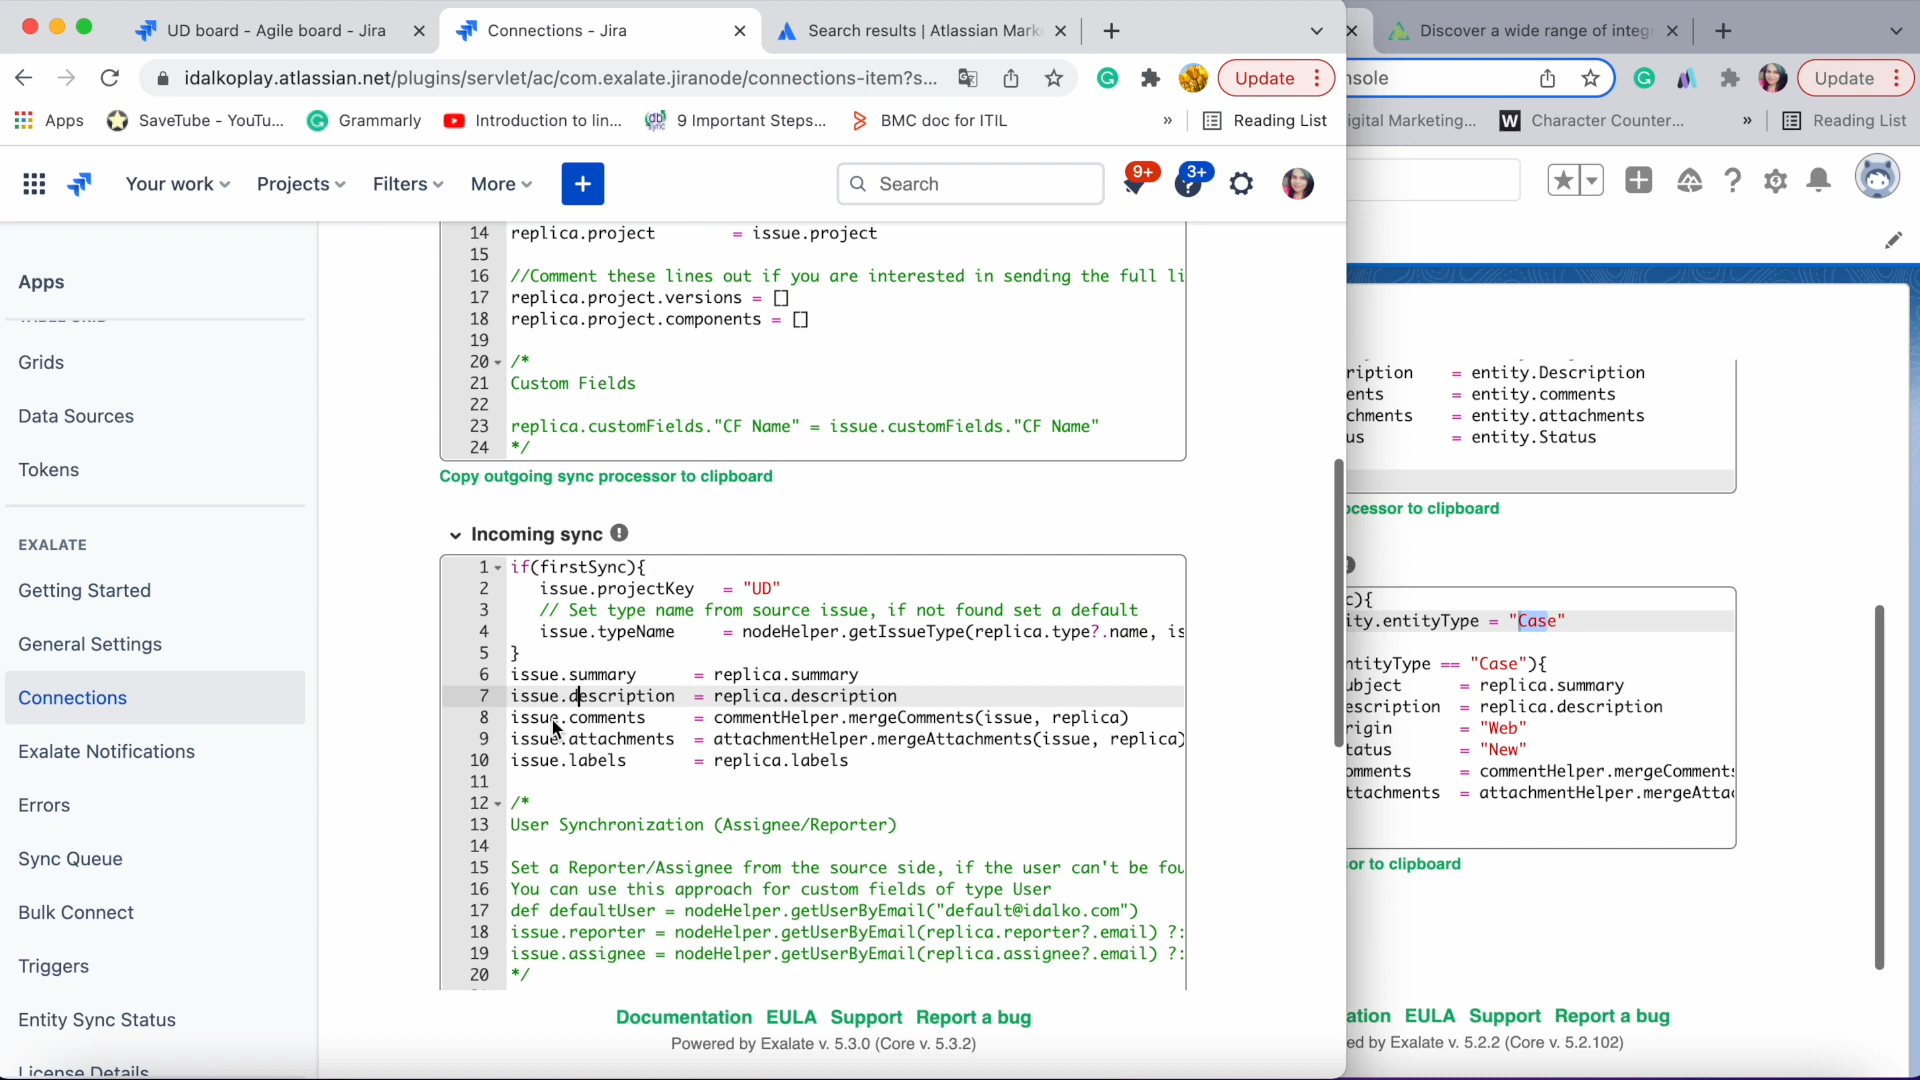 UD board - Agile board - Jira
Connections - Jira
Search results | Atlassian Mark
Discover a wide range of integ
idalkoplay.atlassian.net/plugins/servlet/ac/com.exalate.jiranode/connections-item?s...
Update
nsole
Update
Apps
SaveTube - YouTu...
Grammarly
Introduction to lin...
9 Important Steps...
BMC doc for ITIL
»
Reading List
igital Marketing...
Character Counter...
»
Reading List
Your work
Projects
Filters
More
Search
9+
3+
Apps
Grids
Data Sources
Tokens
EXALATE
Getting Started
General Settings
Connections
Exalate Notifications
Errors
Sync Queue
Bulk Connect
Triggers
Entity Sync Status
License Details
14 replica.project = issue.project
15
16 //Comment these lines out if you are interested in sending the full li
17 replica.project.versions = []
18 replica.project.components = []
19
20 /*
21 Custom Fields
22
23 replica.customFields."CF Name" = issue.customFields."CF Name"
24 */
Copy outgoing sync processor to clipboard
Incoming sync
1 if(firstSync){
2 issue.projectKey = "UD"
3 // Set type name from source issue, if not found set a default
4 issue.typeName = nodeHelper.getIssueType(replica.type?.name, is
5 }
6 issue.summary = replica.summary
7 issue.description = replica.description
8 issue.comments = commentHelper.mergeComments(issue, replica)
9 issue.attachments = attachmentHelper.mergeAttachments(issue, replica)
10 issue.labels = replica.labels
11
12 /*
13 User Synchronization (Assignee/Reporter)
14
15 Set a Reporter/Assignee from the source side, if the user can't be fou
16 You can use this approach for custom fields of type User
17 def defaultUser = nodeHelper.getUserByEmail("default@idalko.com")
18 issue.reporter = nodeHelper.getUserByEmail(replica.reporter?.email) ?:
19 issue.assignee = nodeHelper.getUserByEmail(replica.assignee?.email) ?:
20 */
Documentation EULA Support Report a bug
Powered by Exalate v. 5.3.0 (Core v. 5.3.2)
ription = entity.Description
ents = entity.comments
chments = entity.attachments
us = entity.Status
ocessor to clipboard
c){
ity.entityType = "Case"
ntityType == "Case"){
ubject = replica.summary
escription = replica.description
rigin = "Web"
tatus = "New"
omments = commentHelper.mergeComments
ttachments = attachmentHelper.mergeAtta
sor to clipboard
ation EULA Support Report a bug
ed by Exalate v. 5.2.2 (Core v. 5.2.102)